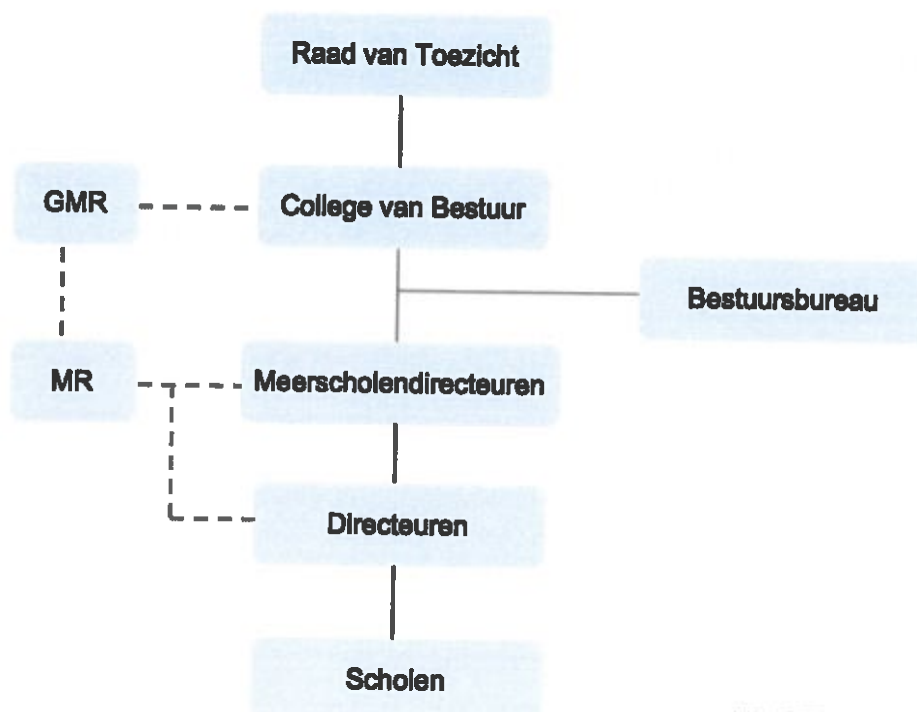 Raad van Toezicht
GMR
College van Bestuur
Bestuursbureau
MR
Meerscholendirecteuren
Directeuren
Scholen